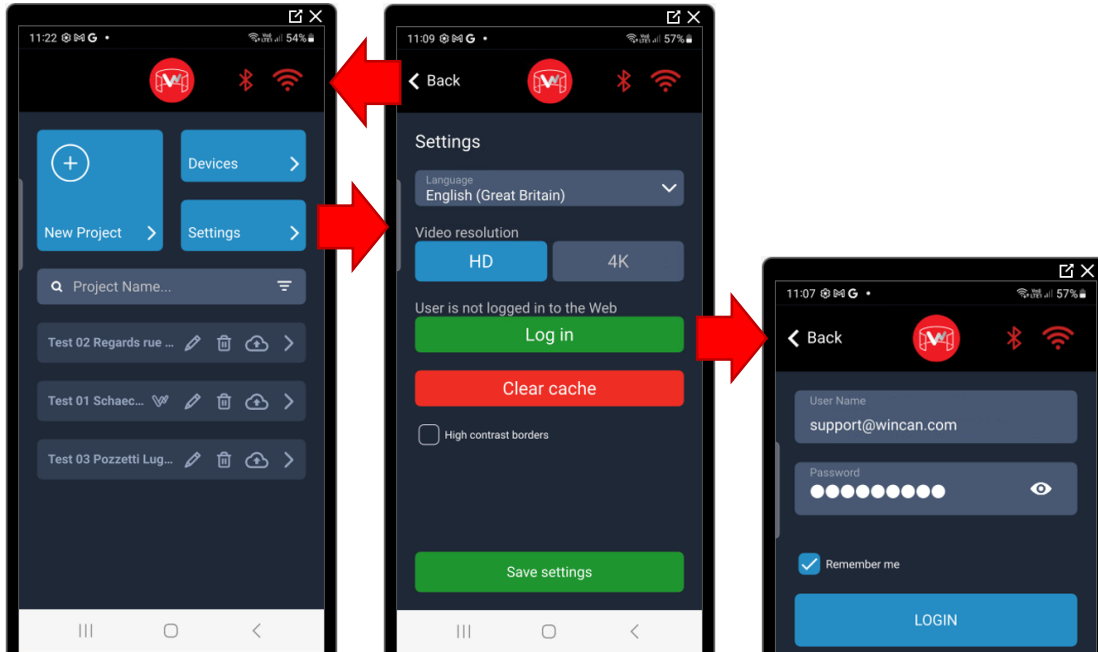 11:22 G • 54%
W
Devices
New Project
Settings
Project Name...
Test 02 Regards rue ...
Test 01 Schaec...
Test 03 Pozzetti Lug...
11:09 G • 57%
Back
W
Settings
Language
English (Great Britain)
Video resolution
HD 4K
User is not logged in to the Web
Log in
Clear cache
High contrast borders
Save settings
11:07 G • 57%
Back
W
User Name
support@wincan.com
Password
●●●●●●●●●
Remember me
LOGIN